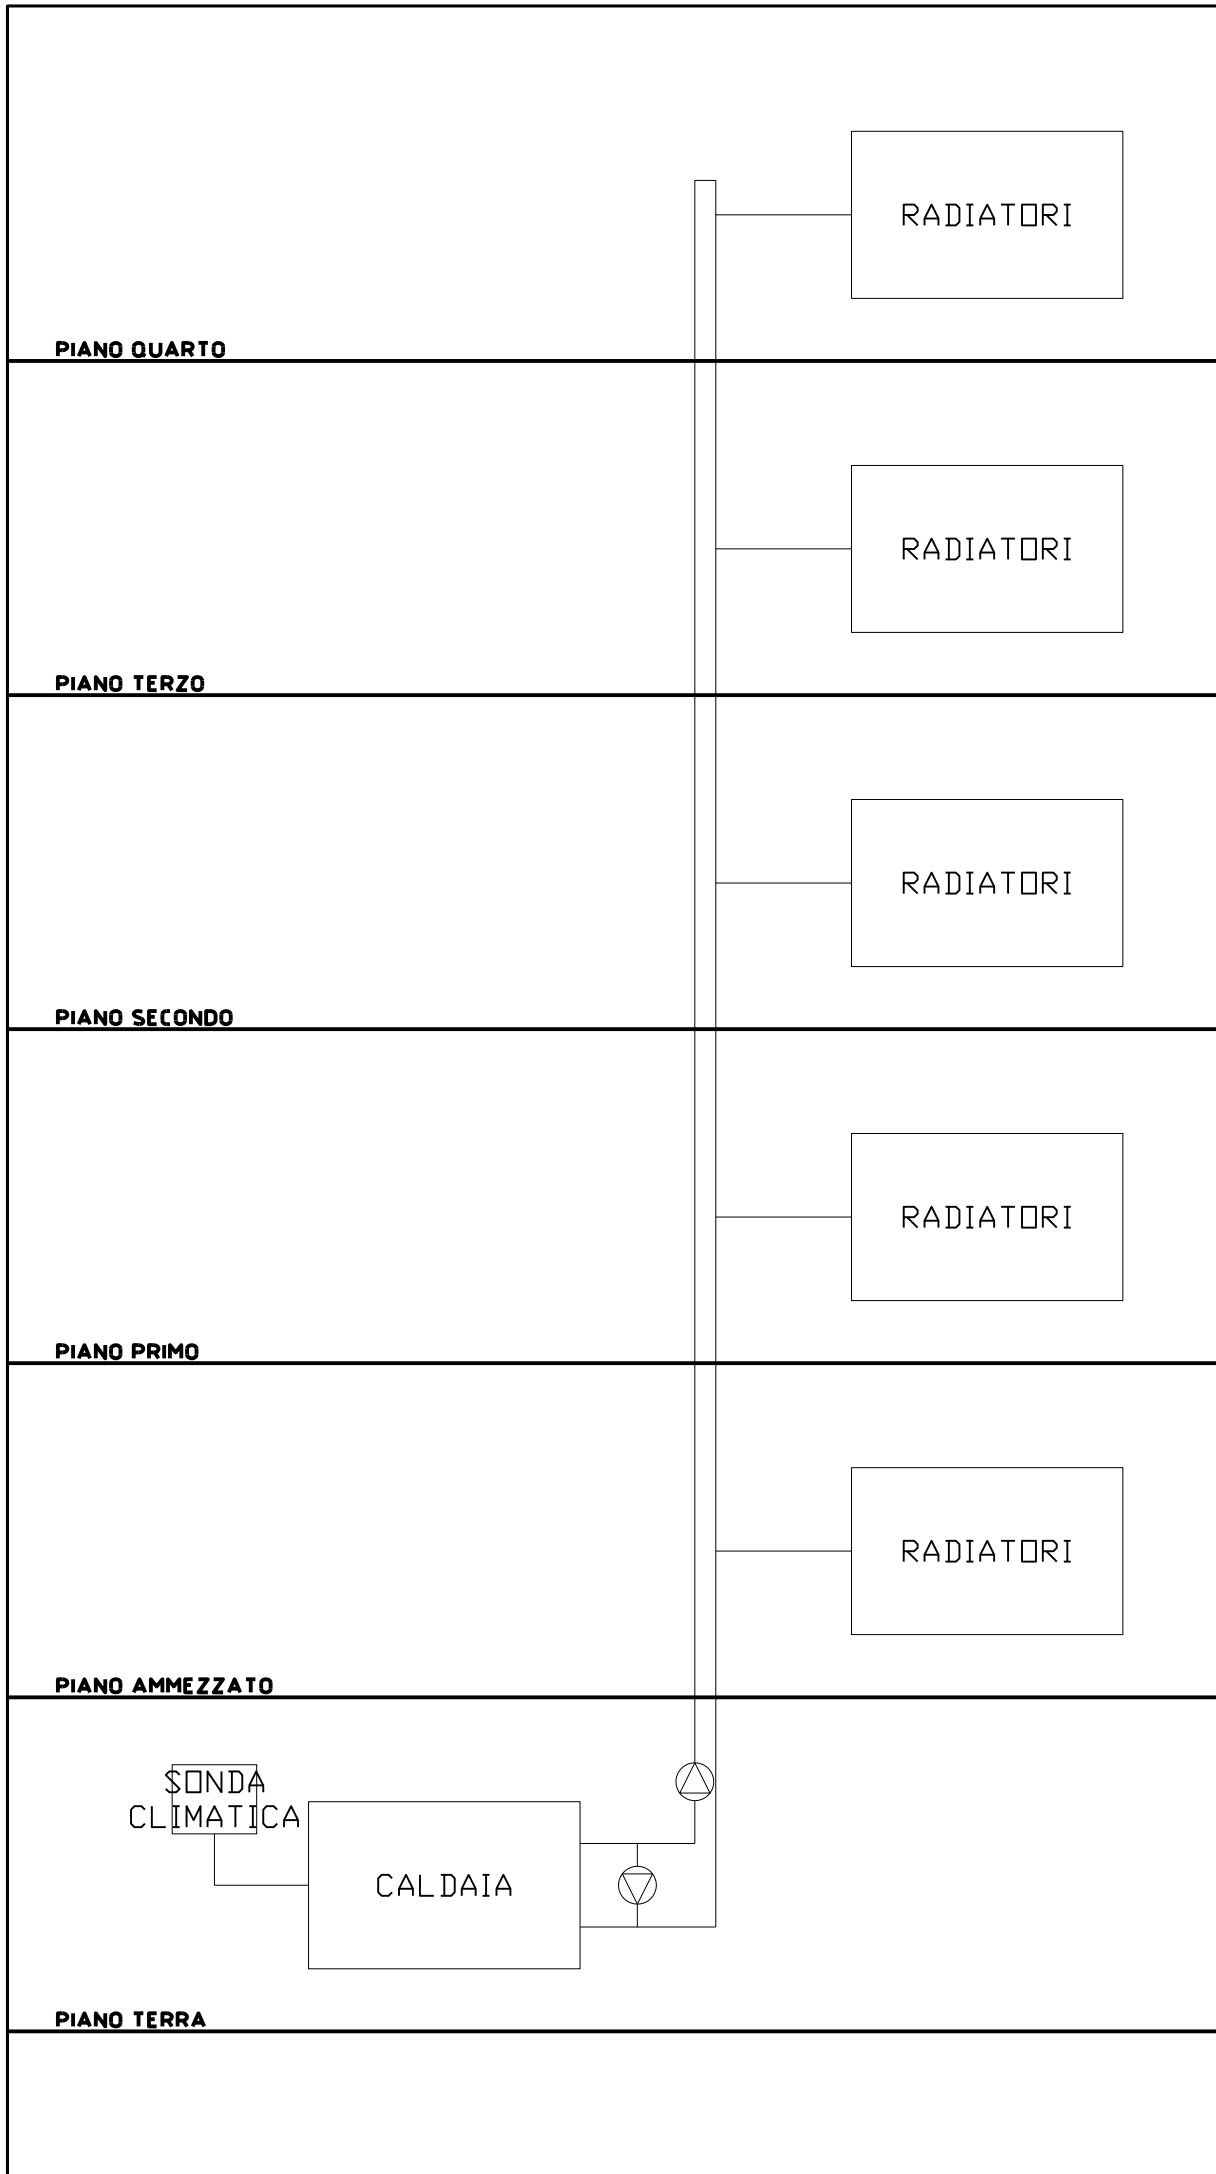 RADIATORI
PIANO QUARTO
RADIATORI
PIANO TERZO
RADIATORI
PIANO SECONDO
RADIATORI
PIANO PRIMO
RADIATORI
PIANO AMMEZZATO
SONDA
CLIMATICA
CALDAIA
PIANO TERRA